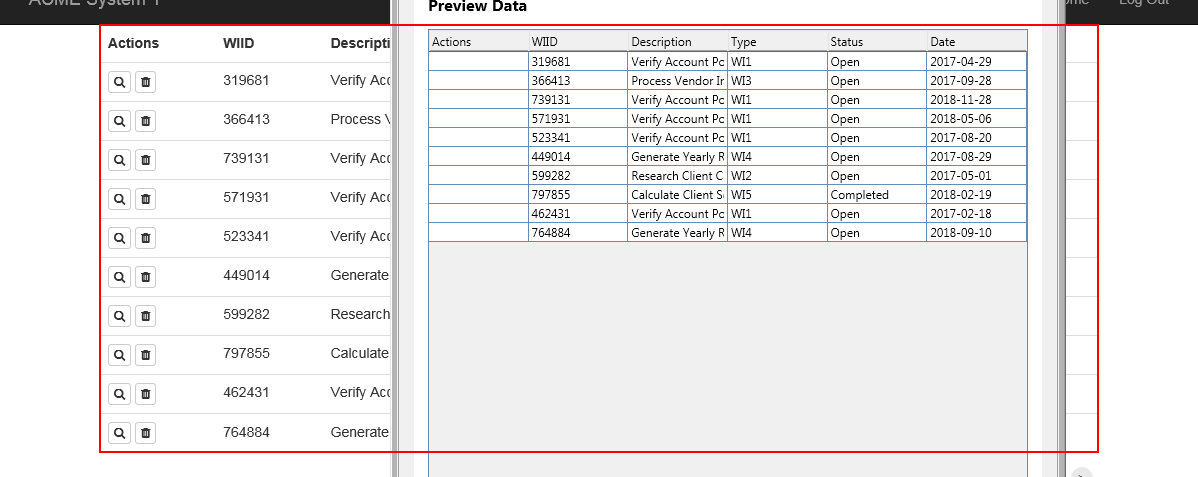 ACME System 1
Log Out
Preview Data
Actions WIID Descripti
319681 Verify Acc
366413 Process V
739131 Verify Acc
571931 Verify Acc
523341 Verify Acc
449014 Generate
599282 Research
797855 Calculate
462431 Verify Acc
764884 Generate
Actions WIID Description Type Status Date
319681 Verify Account Po WI1 Open 2017-04-29
366413 Process Vendor Ir WI3 Open 2017-09-28
739131 Verify Account Po WI1 Open 2018-11-28
571931 Verify Account Po WI1 Open 2018-05-06
523341 Verify Account Po WI1 Open 2017-08-20
449014 Generate Yearly R WI4 Open 2017-08-29
599282 Research Client C WI2 Open 2017-05-01
797855 Calculate Client S WI5 Completed 2018-02-19
462431 Verify Account Po WI1 Open 2017-02-18
764884 Generate Yearly R WI4 Open 2018-09-10